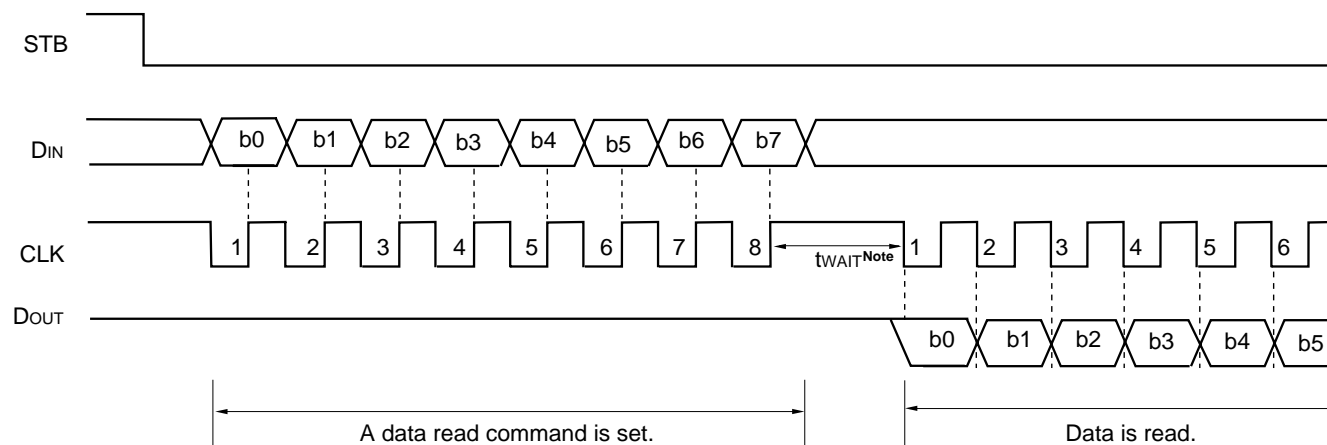 STB
DIN
b0 b1 b2 b3 b4 b5 b6 b7
CLK
1 2 3 4 5 6 7 8
tWAIT Note
1 2 3 4 5 6
DOUT
b0 b1 b2 b3 b4 b5
A data read command is set.
Data is read.